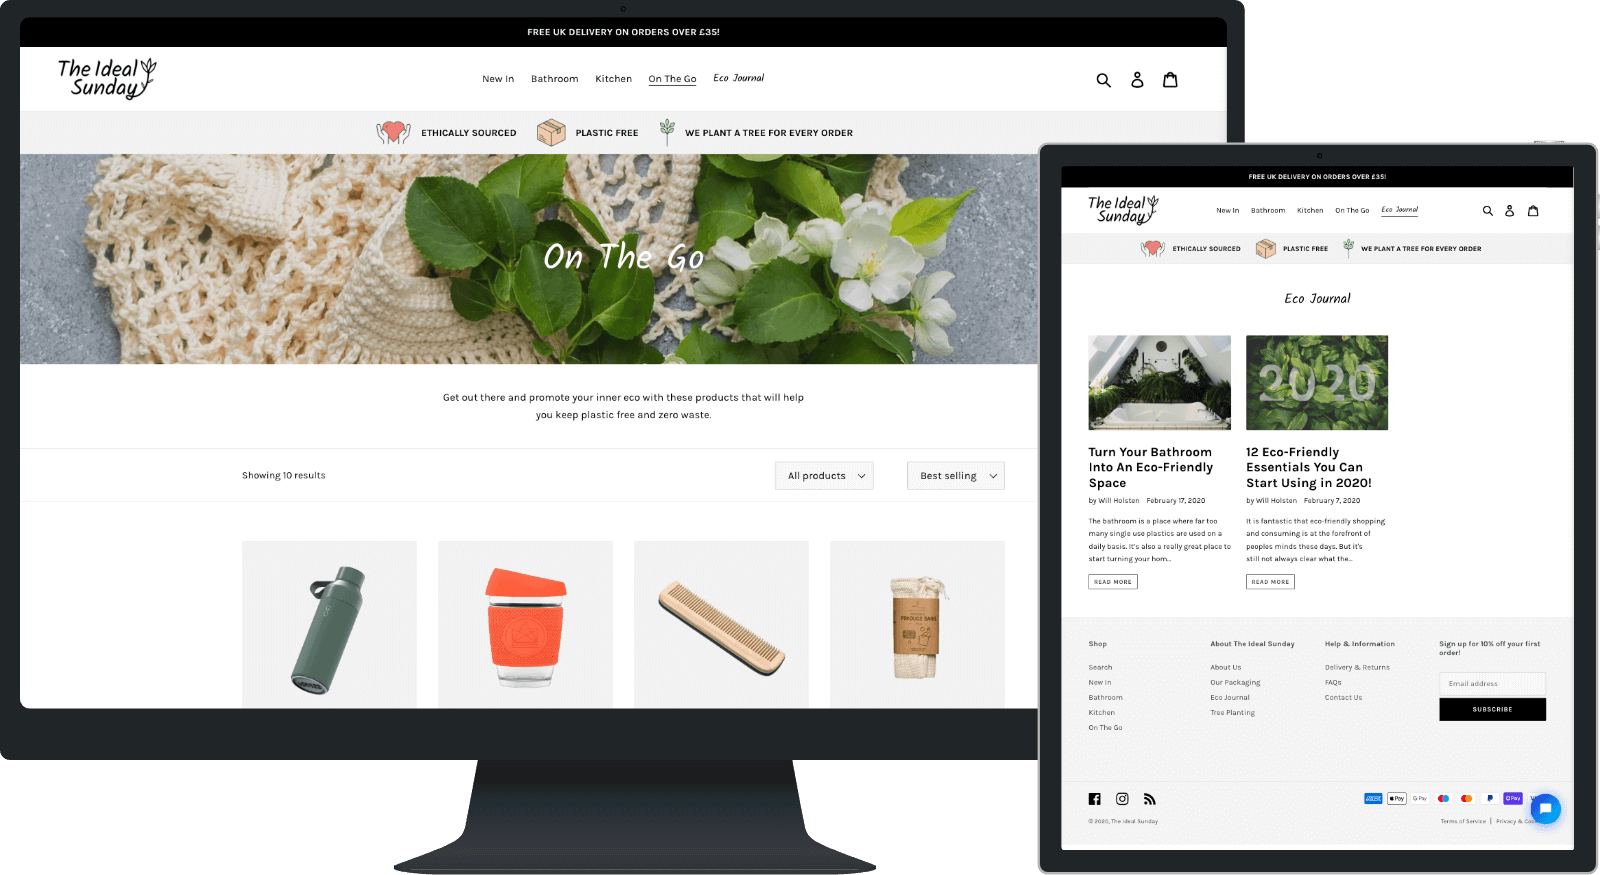 FREE UK DELIVERY ON ORDERS OVER £35!
The Ideal
Sunday
New In Bathroom Kitchen On The Go Eco Journal
ETHICALLY SOURCED PLASTIC FREE WE PLANT A TREE FOR EVERY ORDER
On The Go
Get out there and promote your inner eco with these products that will help
you keep plastic free and zero waste.
Showing 10 results All products Best selling
PRODUCE BAGS
FREE UK DELIVERY ON ORDERS OVER £35!
The Ideal
Sunday
New In Bathroom Kitchen On The Go Eco Journal
ETHICALLY SOURCED PLASTIC FREE WE PLANT A TREE FOR EVERY ORDER
Eco Journal
2020
Turn Your Bathroom
Into An Eco-Friendly
Space
by Will Holsten February 17, 2020
The bathroom is a place where far too
many single use plastics are used on a
daily basis. It's also a really great place to
start turning your hom...
READ MORE
12 Eco-Friendly
Essentials You Can
Start Using in 2020!
by Will Holsten February 7, 2020
It is fantastic that eco-friendly shopping
and consuming is at the forefront of
peoples minds these days. But it's
still not always clear what the...
READ MORE
Shop
Search
New In
Bathroom
Kitchen
On The Go
About The Ideal Sunday
About Us
Our Packaging
Eco Journal
Tree Planting
Help & Information
Delivery & Returns
FAQs
Contact Us
Sign up for 10% off your first
order!
Email address
SUBSCRIBE
Pay G Pay Pay
© 2020, The Ideal Sunday
Terms of Service | Privacy &